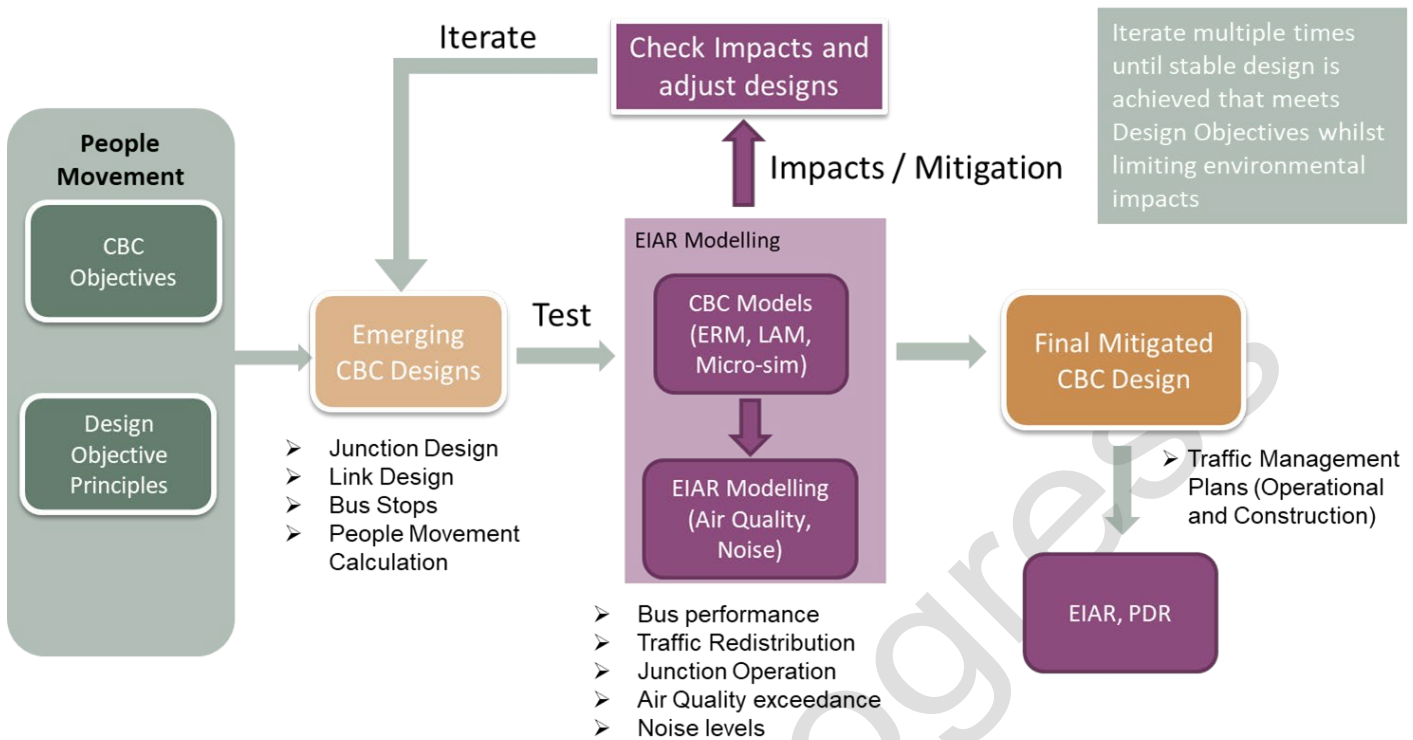 Iterate
Check Impacts and
adjust designs
Iterate multiple times
until stable design is
achieved that meets
Design Objectives whilst
limiting environmental
impacts
People
Movement
Impacts / Mitigation
CBC
Objectives
EIAR Modelling
Emerging
CBC Designs
Test
CBC Models
(ERM, LAM,
Micro-sim)
Final Mitigated
CBC Design
Design
Objective
Principles
➢ Junction Design
➢ Link Design
➢ Bus Stops
➢ People Movement
Calculation
EIAR Modelling
(Air Quality,
Noise)
➢ Traffic Management
Plans (Operational
and Construction)
EIAR, PDR
➢ Bus performance
➢ Traffic Redistribution
➢ Junction Operation
➢ Air Quality exceedance
➢ Noise levels
ogress